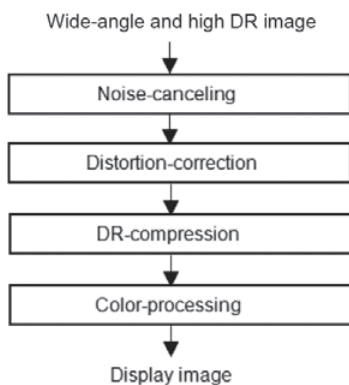 Wide-angle and high DR image
Noise-canceling
Distortion-correction
DR-compression
Color-processing
Display image